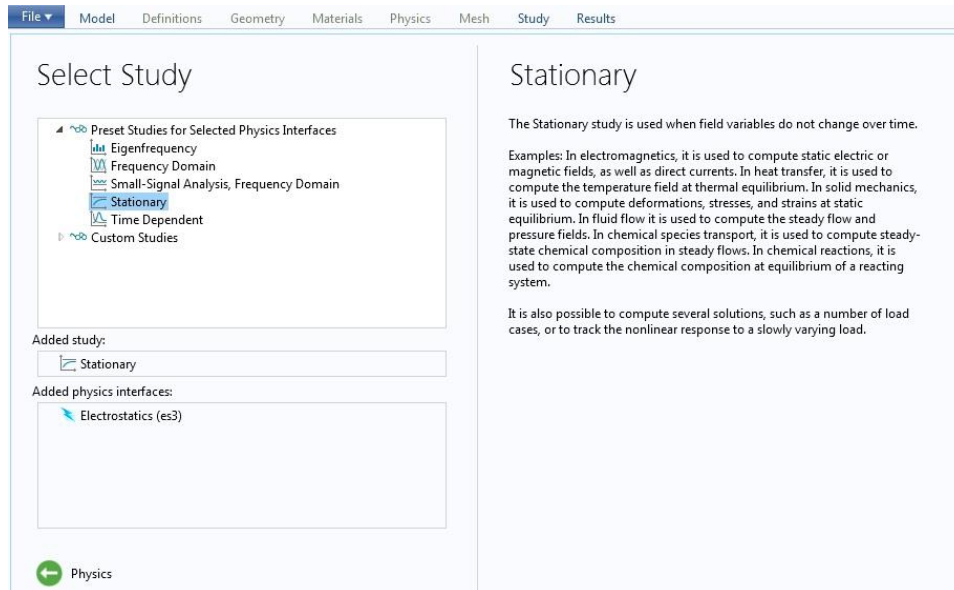 File Model Definitions Geometry Materials Physics Mesh Study Results
Select Study
Preset Studies for Selected Physics Interfaces
Eigenfrequency
Frequency Domain
Small-Signal Analysis, Frequency Domain
Stationary
Time Dependent
Custom Studies
Added study:
Stationary
Added physics interfaces:
Electrostatics (es3)
Physics
Stationary
The Stationary study is used when field variables do not change over time.
Examples: In electromagnetics, it is used to compute static electric or
magnetic fields, as well as direct currents. In heat transfer, it is used to
compute the temperature field at thermal equilibrium. In solid mechanics,
it is used to compute deformations, stresses, and strains at static
equilibrium. In fluid flow it is used to compute the steady flow and
pressure fields. In chemical species transport, it is used to compute steady-
state chemical composition in steady flows. In chemical reactions, it is
used to compute the chemical composition at equilibrium of a reacting
system.
It is also possible to compute several solutions, such as a number of load
cases, or to track the nonlinear response to a slowly varying load.